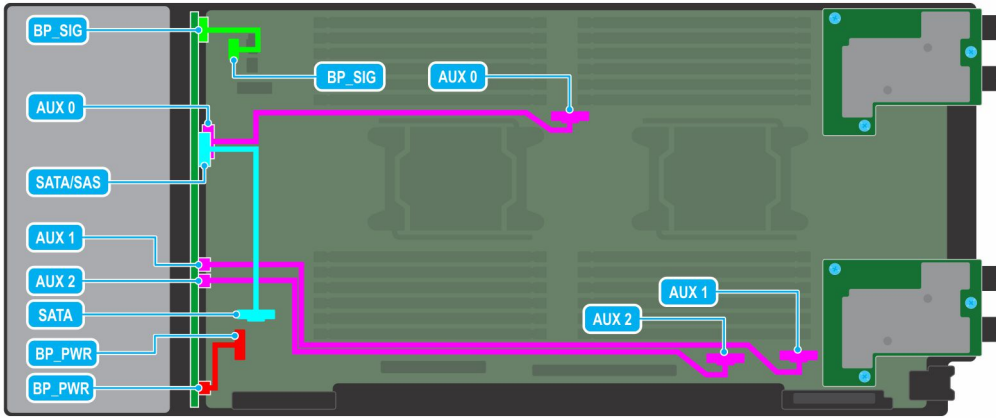 BP_SIG
BP_SIG
AUX 0
AUX 0
SATA/SAS
AUX 1
AUX 2
SATA
BP_PWR
BP_PWR
AUX 1
AUX 2